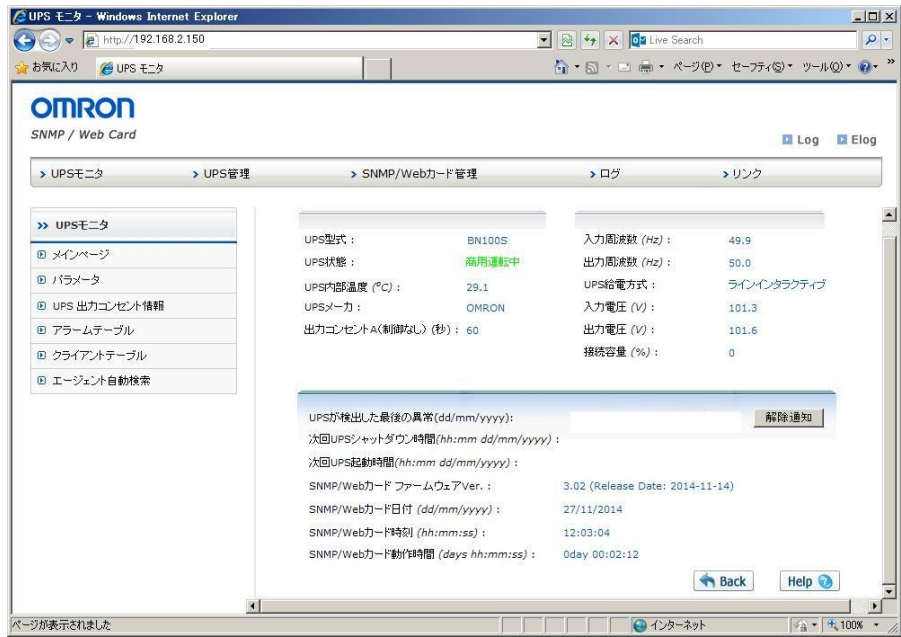 UPS モニタ - Windows Internet Explorer
http://192.168.2.150
Live Search
お気に入り UPS モニタ ページ(P) セーフティ(S) ツール(O)
OMRON
SNMP / Web Card
Log Elog
UPSモニタ UPS管理 SNMP/Webカード管理 ログ リンク
UPSモニタ
メインページ
パラメータ
UPS 出力コンセント情報
アラームテーブル
クライアントテーブル
エージェント自動検索
UPS型式： BN100S
UPS状態： 商用運転中
UPS内部温度 (°C)： 29.1
UPSメーカ： OMRON
出力コンセントA(制御なし) (秒)： 60
入力周波数 (Hz)： 49.9
出力周波数 (Hz)： 50.0
UPS給電方式： ラインインタラクティブ
入力電圧 (V)： 101.3
出力電圧 (V)： 101.6
接続容量 (%)： 0
UPSが検出した最後の異常(dd/mm/yyyy): 解除通知
次回UPSシャットダウン時間(hh:mm dd/mm/yyyy)：
次回UPS起動時間(hh:mm dd/mm/yyyy)：
SNMP/Webカード ファームウェアVer.： 3.02 (Release Date: 2014-11-14)
SNMP/Webカード日付 (dd/mm/yyyy)： 27/11/2014
SNMP/Webカード時刻 (hh:mm:ss)： 12:03:04
SNMP/Webカード動作時間 (days hh:mm:ss)： 0day 00:02:12
Back Help
ページが表示されました インターネット 100%